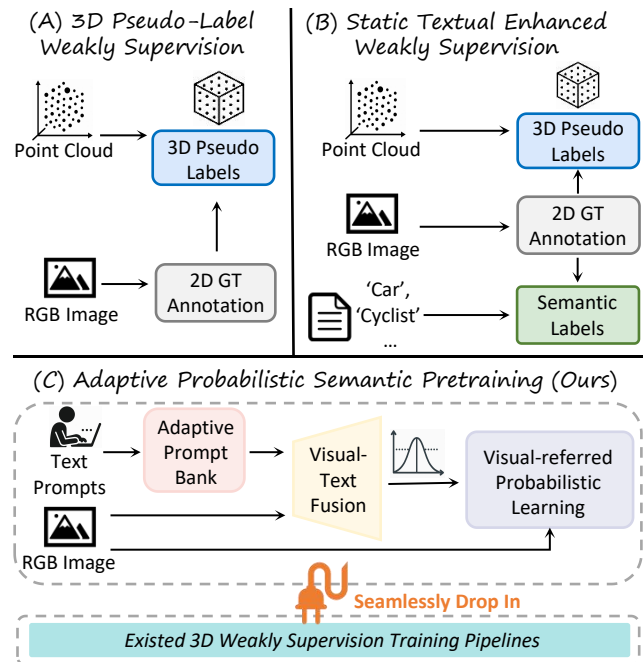 (A) 3D Pseudo-Label
Weakly Supervision
Point Cloud
3D Pseudo
Labels
RGB Image
2D GT
Annotation
(B) Static Textual Enhanced
Weakly Supervision
Point Cloud
3D Pseudo
Labels
RGB Image
2D GT
Annotation
‘Car’,
‘Cyclist’
...
Semantic
Labels
(C) Adaptive Probabilistic Semantic Pretraining (Ours)
Text
Prompts
Adaptive
Prompt
Bank
Visual-
Text
Fusion
Visual-referred
Probabilistic
Learning
RGB Image
Seamlessly Drop In
Existed 3D Weakly Supervision Training Pipelines